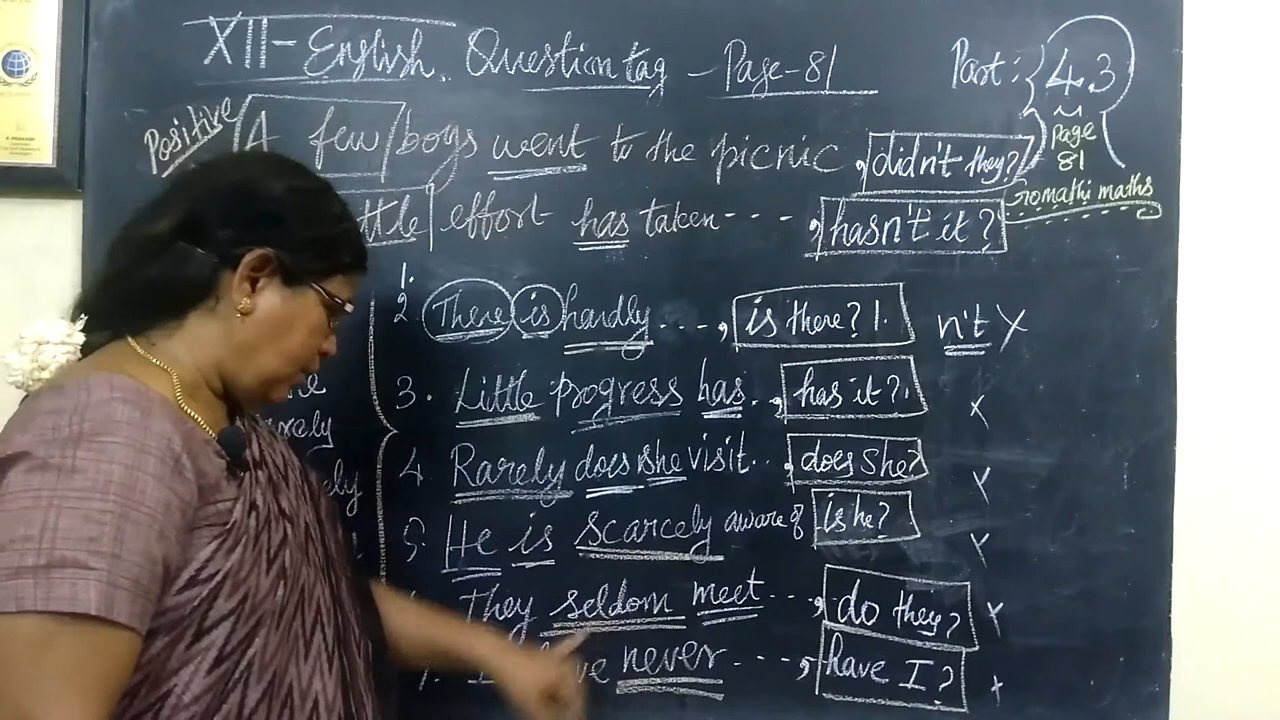 XII - English. Question tag - Page - 81
Part: 4.3
Page
81
Gomathi maths
Positive
A few boys went to the picnic, didn't they?
effort has taken - - - -, hasn't it?
1.
2. There is hardly - - - -, is there? 1. n't X
3. Little progress has. ., has it?. X
4. Rarely does she visit. ., does she? X
5. He is scarcely aware of is he? X
They seldom meet - - - -, do they? X
7. I never - - - -, have I? X